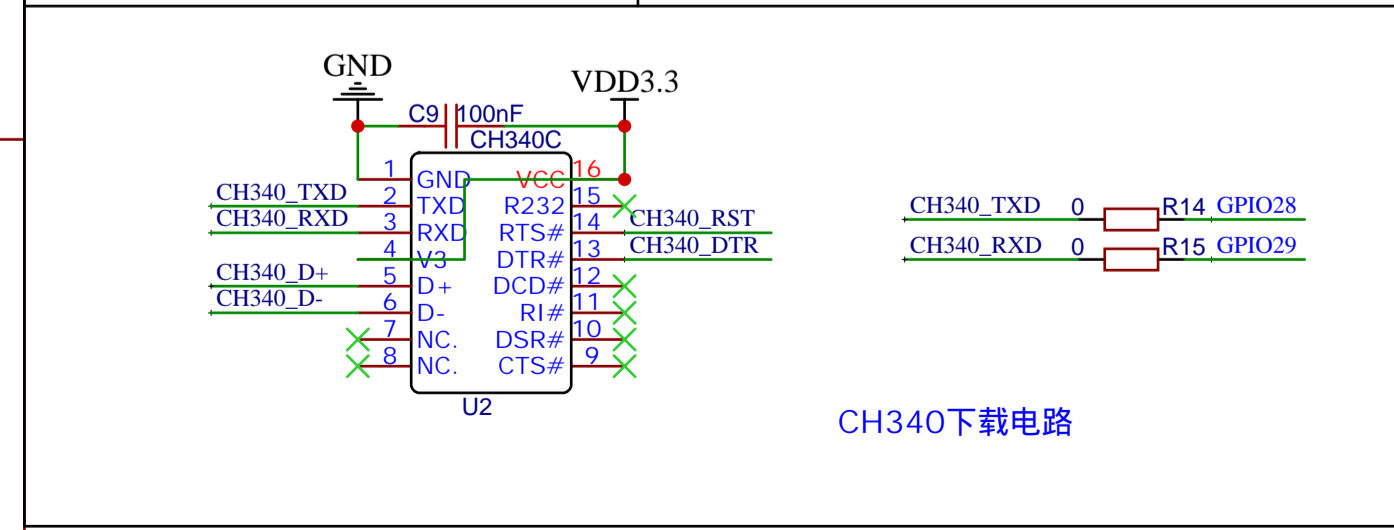 GND
VDD3.3
C9 100nF
CH340C
1 GND VCC 16
CH340_TXD 2 TXD R232 15
CH340_RXD 3 RXD RTS# 14 CH340_RST
4 V3 DTR# 13 CH340_DTR
CH340_D+ 5 D+ DCD# 12
CH340_D- 6 D- RI# 11
7 NC. DSR# 10
8 NC. CTS# 9
U2
CH340_TXD 0 R14 GPIO28
CH340_RXD 0 R15 GPIO29
CH340下载电路